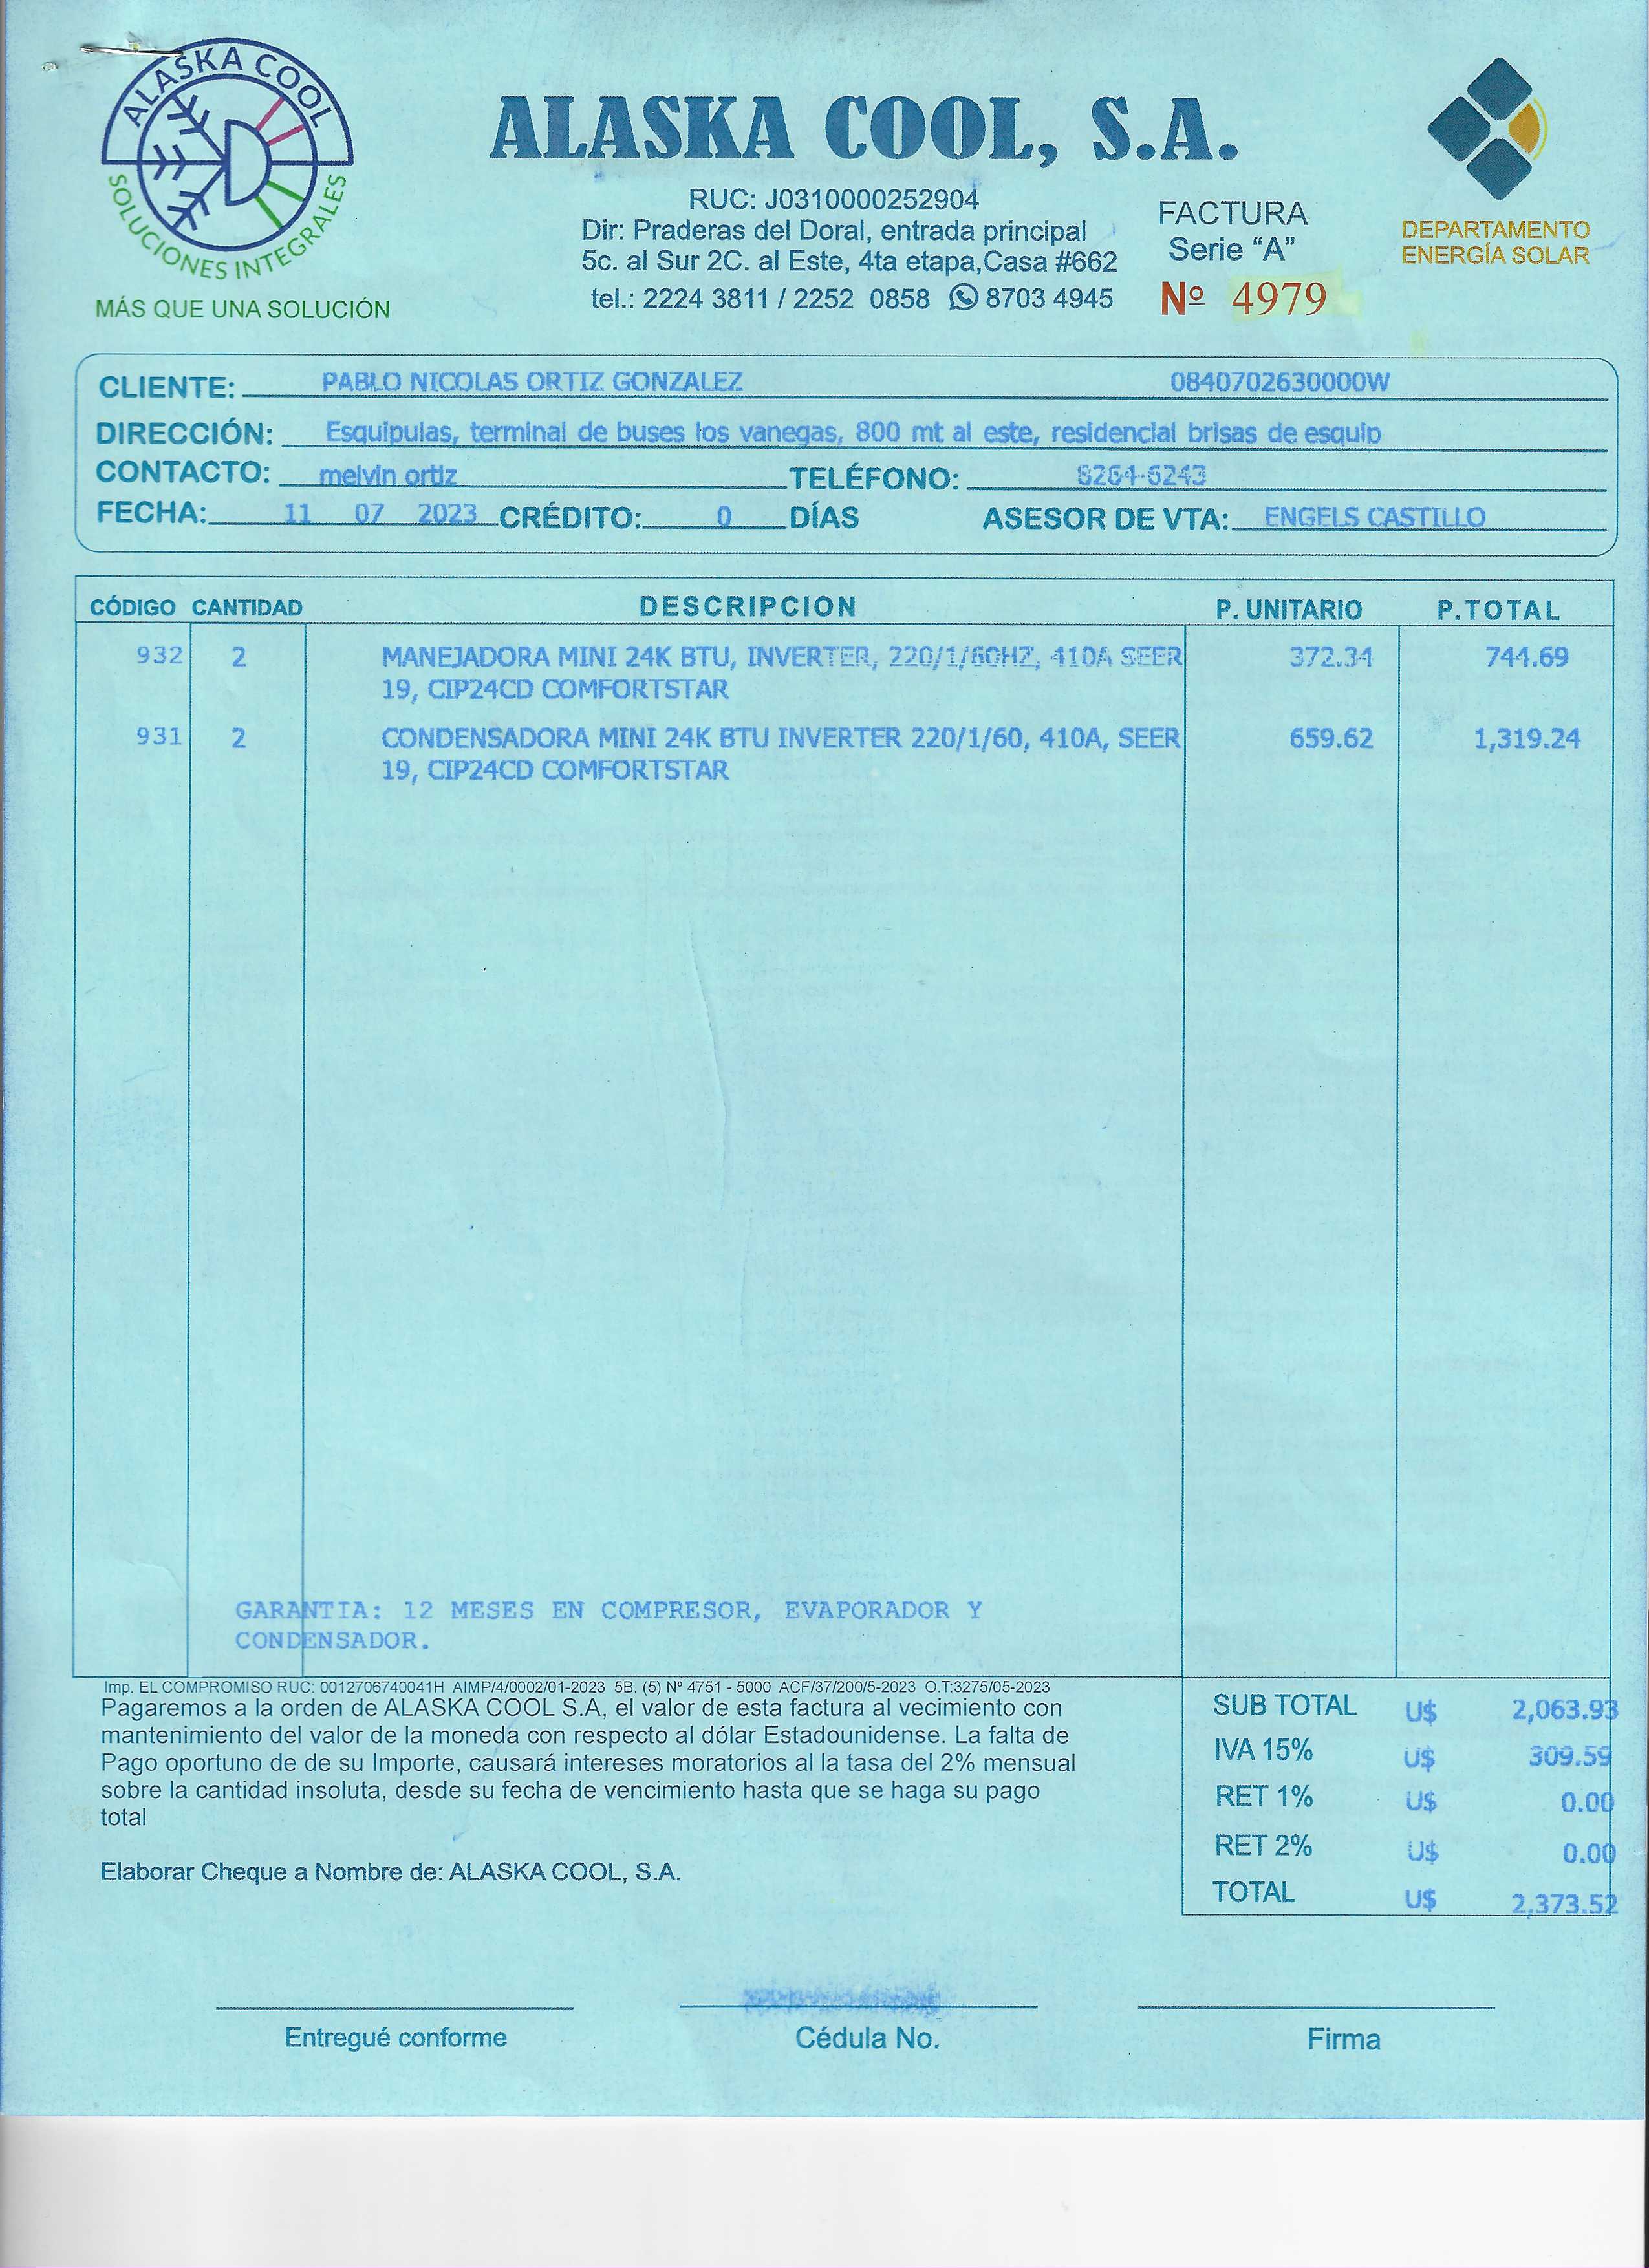 ALASKA COOL
SOLUCIONES INTEGRALES
MÁS QUE UNA SOLUCIÓN
ALASKA COOL, S.A.
RUC: J0310000252904
Dir: Praderas del Doral, entrada principal
5c. al Sur 2C. al Este, 4ta etapa,Casa #662
tel.: 2224 3811 / 2252 0858 8703 4945
FACTURA
Serie “A”
Nº 4979
DEPARTAMENTO
ENERGÍA SOLAR
CLIENTE: PABLO NICOLAS ORTIZ GONZALEZ 0840702630000W
DIRECCIÓN: Esquipulas, terminal de buses los vanegas, 800 mt al este, residencial brisas de esquip
CONTACTO: melvin ortiz TELÉFONO: 8264-6243
FECHA: 11 07 2023 CRÉDITO: 0 DÍAS ASESOR DE VTA: ENGELS CASTILLO
CÓDIGO CANTIDAD DESCRIPCION P. UNITARIO P.TOTAL
932 2 MANEJADORA MINI 24K BTU, INVERTER, 220/1/60HZ, 410A SEER 372.34 744.69
19, CIP24CD COMFORTSTAR
931 2 CONDENSADORA MINI 24K BTU INVERTER 220/1/60, 410A, SEER 659.62 1,319.24
19, CIP24CD COMFORTSTAR
GARANTIA: 12 MESES EN COMPRESOR, EVAPORADOR Y
CONDENSADOR.
Imp. EL COMPROMISO RUC: 0012706740041H AIMP/4/0002/01-2023 5B. (5) Nº 4751 - 5000 ACF/37/200/5-2023 O.T:3275/05-2023
Pagaremos a la orden de ALASKA COOL S.A, el valor de esta factura al vecimiento con
mantenimiento del valor de la moneda con respecto al dólar Estadounidense. La falta de
Pago oportuno de de su Importe, causará intereses moratorios al la tasa del 2% mensual
sobre la cantidad insoluta, desde su fecha de vencimiento hasta que se haga su pago
total
Elaborar Cheque a Nombre de: ALASKA COOL, S.A.
SUB TOTAL U$ 2,063.93
IVA 15% U$ 309.59
RET 1% U$ 0.00
RET 2% U$ 0.00
TOTAL U$ 2,373.52
Entregué conforme
Cédula No.
Firma